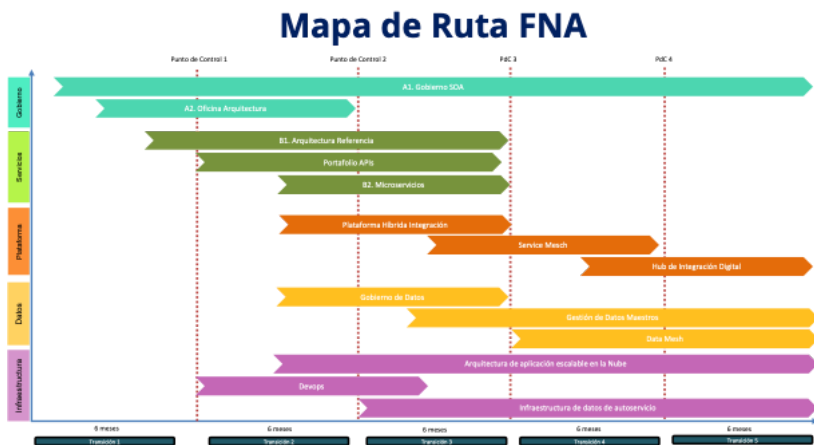 Mapa de Ruta FNA
Punto de Control 1
Punto de Control 2
PdC 3
PdC 4
Gobierno
A1. Gobierno SOA
A2. Oficina Arquitectura
Servicios
B1. Arquitectura Referencia
Portafolio APIs
B2. Microservicios
Plataforma
Plataforma Híbrida Integración
Service Mesch
Hub de Integración Digital
Datos
Gobierno de Datos
Gestión de Datos Maestros
Data Mesh
Infraestructura
Arquitectura de aplicación escalable en la Nube
Devops
Infraestructura de datos de autoservicio
6 meses
6 meses
6 meses
6 meses
6 meses
Transición 1
Transición 2
Transición 3
Transición 4
Transición 5